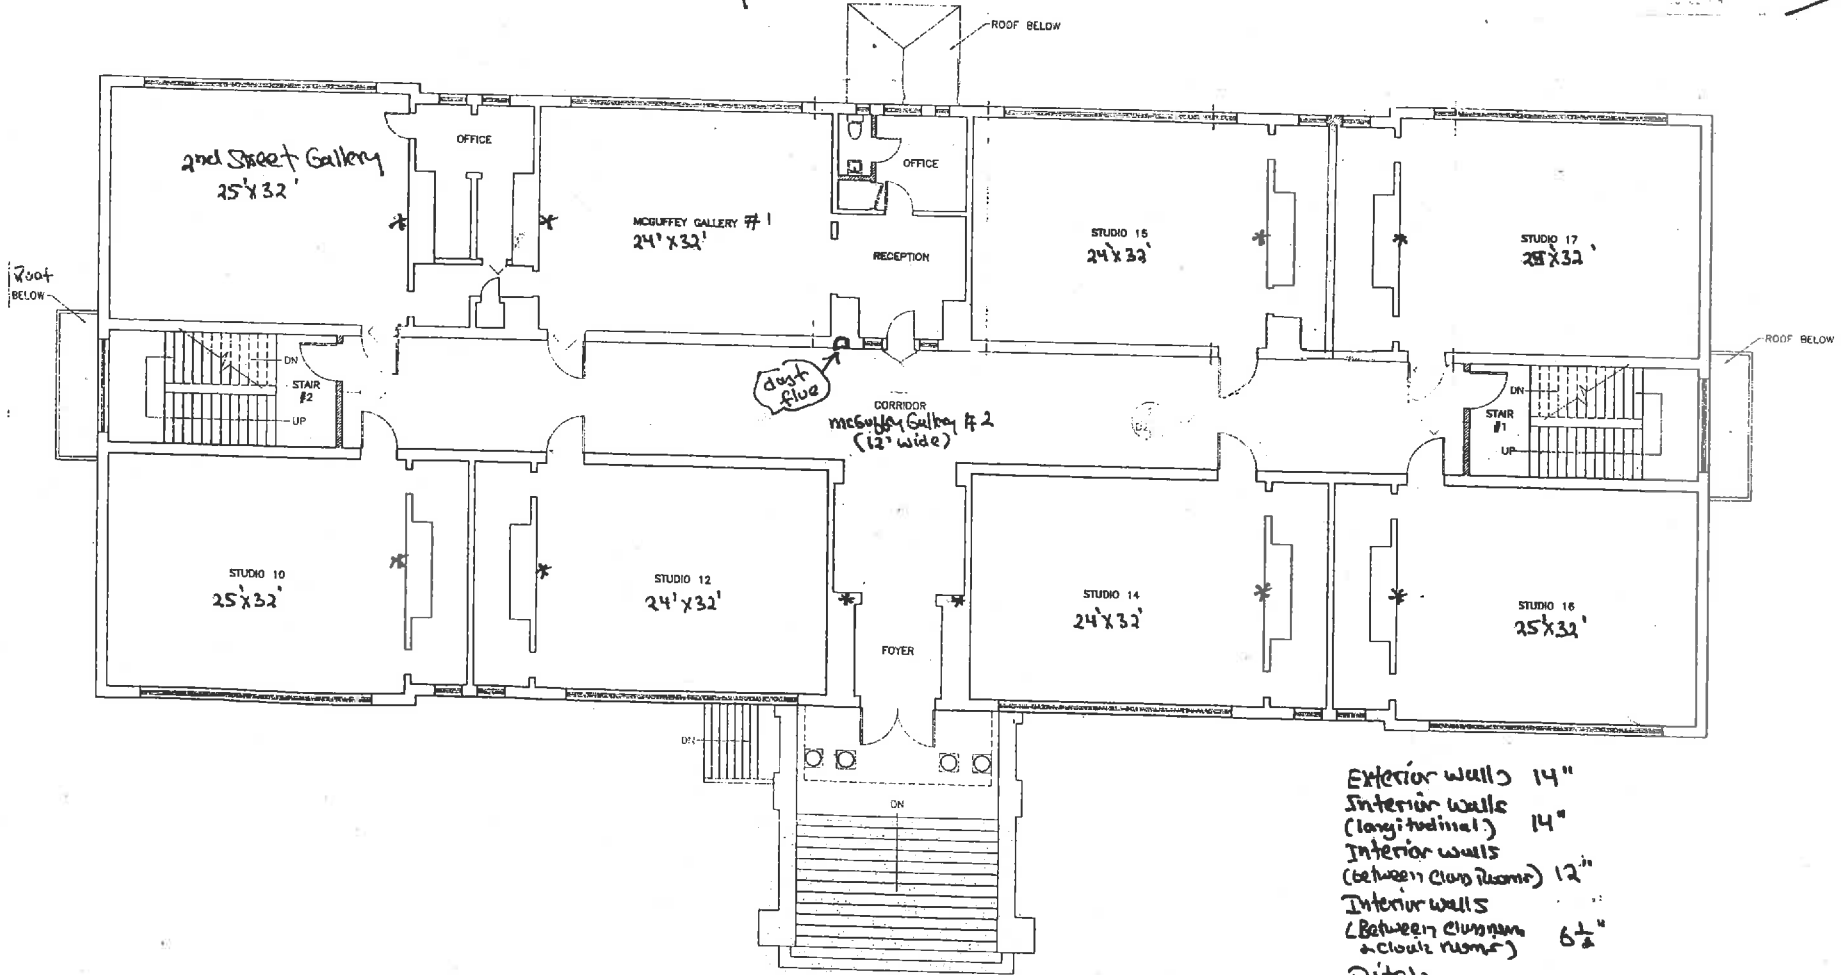 ROOF BELOW
OFFICE
2nd Street Gallery
25'X32'
MCGUFFEY GALLERY #1
24'X32'
OFFICE
RECEPTION
STUDIO 15
24'X32'
STUDIO 17
25'X32'
Roof
BELOW
ROOF BELOW
DN
STAIR
#2
UP
dust
flue
CORRIDOR
McGuffey Gallery #2
(12' wide)
DN
STAIR
#1
UP
STUDIO 10
25'X32'
STUDIO 12
24'X32'
STUDIO 14
24'X32'
STUDIO 16
25'X32'
FOYER
DN
DN
Exterior walls 14"
Interior walls
(longitudinal) 14"
Interior walls
(between Class Rooms) 12"
Interior walls
(Between Classrooms
& cloak rooms) 6½"